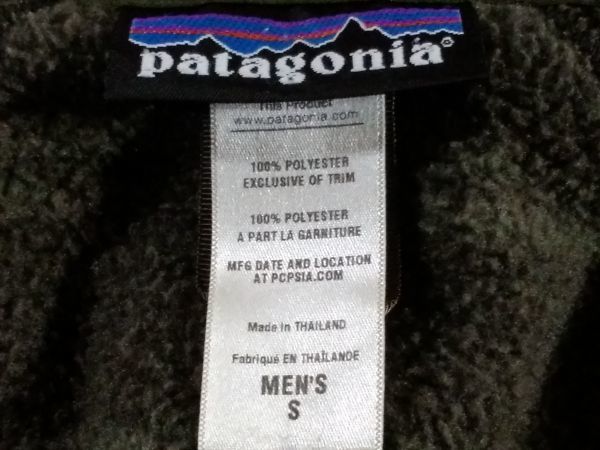 patagonia®
This Product
www.patagonia.com
100% POLYESTER
EXCLUSIVE OF TRIM
100% POLYESTER
A PART LA GARNITURE
MFG DATE AND LOCATION
AT PCPSIA.COM
Made in THAILAND
Fabriqué EN THAÏLANDE
MEN'S
S